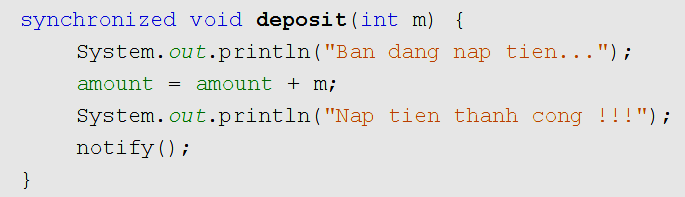 synchronized void deposit(int m) {
    System.out.println("Ban dang nap tien...");
    amount = amount + m;
    System.out.println("Nap tien thanh cong !!!");
    notify();
}